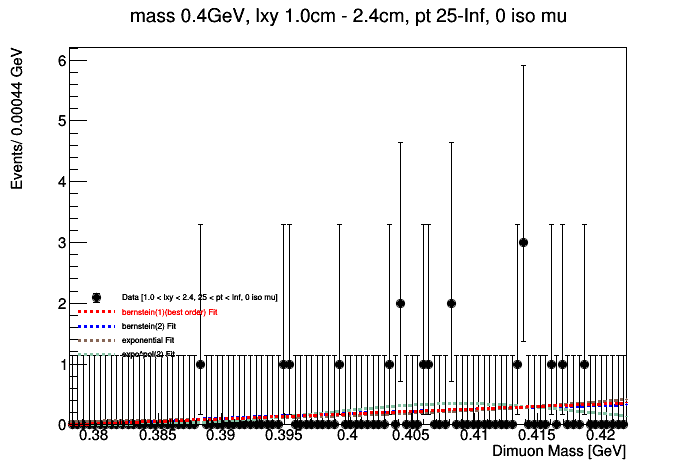 mass 0.4GeV, lxy 1.0cm - 2.4cm, pt 25-Inf, 0 iso mu
Events/ 0.00044 GeV
6
5
4
3
2
1
0
Data [1.0 < lxy < 2.4, 25 < pt < Inf, 0 iso mu]
bernstein(1)(best order) Fit
bernstein(2) Fit
exponential Fit
expo*pol(2) Fit
0.38 0.385 0.39 0.395 0.4 0.405 0.41 0.415 0.42
Dimuon Mass [GeV]